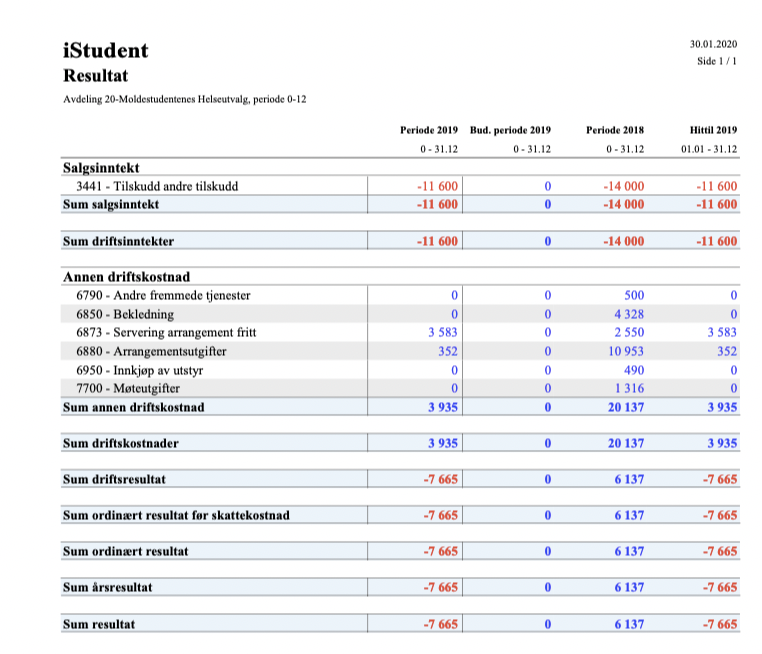 iStudent
30.01.2020
Resultat
Side 1 / 1
Avdeling 20-Moldestudentenes Helseutvalg, periode 0-12
Periode 2019 Bud. periode 2019 Periode 2018 Hittil 2019
0 - 31.12 0 - 31.12 0 - 31.12 01.01 - 31.12
Salgsinntekt
3441 - Tilskudd andre tilskudd -11 600 0 -14 000 -11 600
Sum salgsinntekt -11 600 0 -14 000 -11 600
Sum driftsinntekter -11 600 0 -14 000 -11 600
Annen driftskostnad
6790 - Andre fremmede tjenester 0 0 500 0
6850 - Bekledning 0 0 4 328 0
6873 - Servering arrangement fritt 3 583 0 2 550 3 583
6880 - Arrangementsutgifter 352 0 10 953 352
6950 - Innkjøp av utstyr 0 0 490 0
7700 - Møteutgifter 0 0 1 316 0
Sum annen driftskostnad 3 935 0 20 137 3 935
Sum driftskostnader 3 935 0 20 137 3 935
Sum driftsresultat -7 665 0 6 137 -7 665
Sum ordinært resultat før skattekostnad -7 665 0 6 137 -7 665
Sum ordinært resultat -7 665 0 6 137 -7 665
Sum årsresultat -7 665 0 6 137 -7 665
Sum resultat -7 665 0 6 137 -7 665